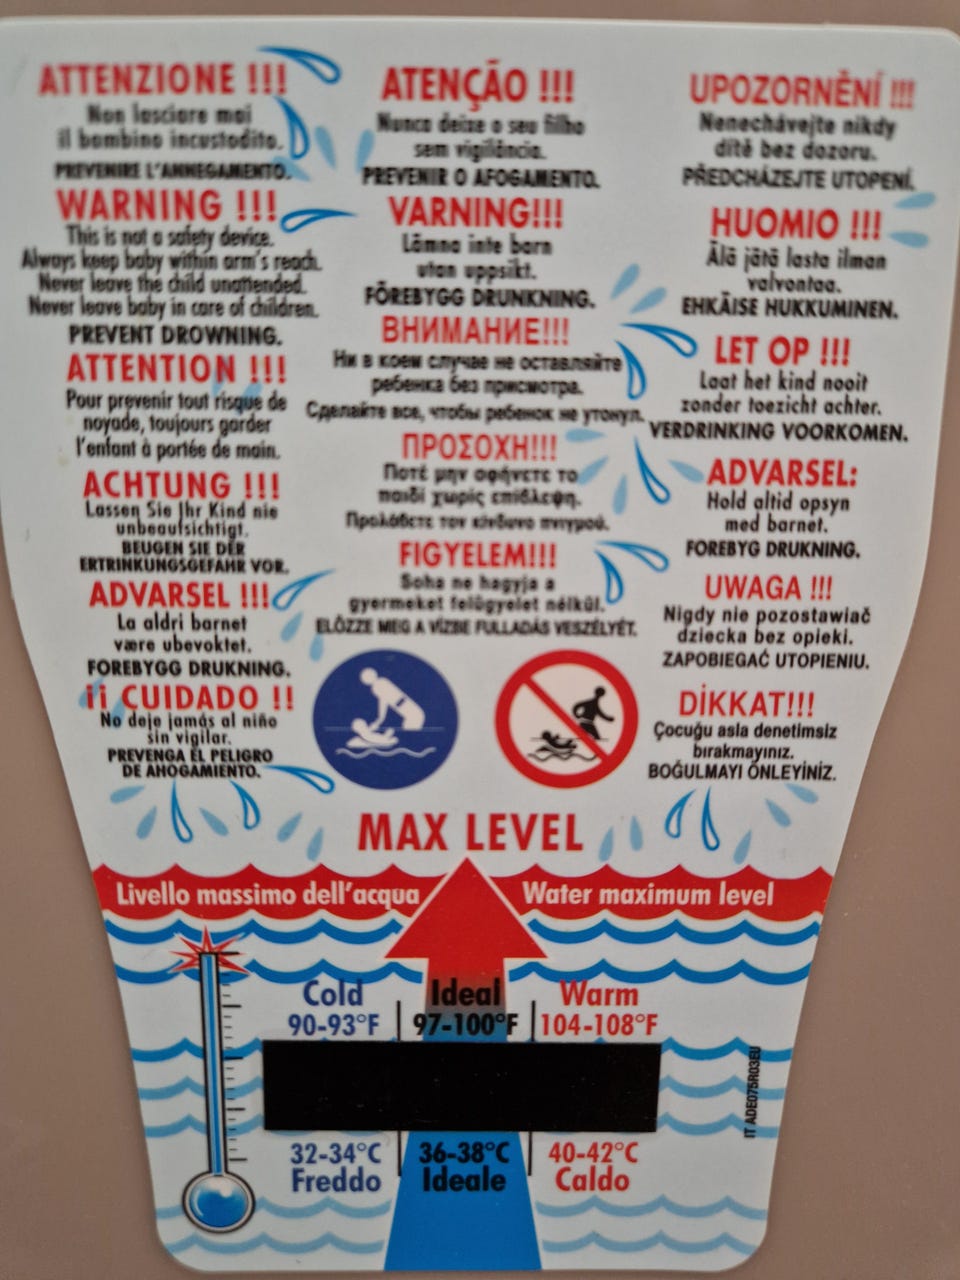 ATTENZIONE !!!
Non lasciare mai
il bambino incustodito.
PREVENIRE L'ANNEGAMENTO.
WARNING !!!
This is not a safety device.
Always keep baby within arm's reach.
Never leave the child unattended.
Never leave baby in care of children.
PREVENT DROWNING.
ATTENTION !!!
Pour prevenir tout risque de
noyade, toujours garder
l'enfant à portée de main.
ACHTUNG !!!
Lassen Sie Ihr Kind nie
unbeaufsichtigt.
BEUGEN SIE DER
ERTRINKUNGSGEFAHR VOR.
ADVARSEL !!!
La aldri barnet
være ubevoktet.
FOREBYGG DRUKNING.
¡¡ CUIDADO !!
No deje jamás al niño
sin vigilar.
PREVENGA EL PELIGRO
DE AHOGAMIENTO.
ATENÇÃO !!!
Nunca deixe o seu filho
sem vigilância.
PREVENIR O AFOGAMENTO.
VARNING!!!
Lämna inte barn
utan uppsikt.
FÖREBYGG DRUNKNING.
ВНИМАНИЕ!!!
Ни в коем случае не оставляйте
ребенка без присмотра.
Сделайте все, чтобы ребенок не утонул.
ΠΡΟΣΟΧΗ!!!
Ποτέ μην αφήνετε το
παιδί χωρίς επίβλεψη.
Προλάβετε τον κίνδυνο πνιγμού.
FIGYELEM!!!
Soha ne hagyja a
gyermeket felügyelet nélkül.
ELŐZZE MEG A VÍZBE FULLADÁS VESZÉLYÉT.
UPOZORNĚNÍ !!!
Nenechávejte nikdy
dítě bez dozoru.
PŘEDCHÁZEJTE UTOPENÍ.
HUOMIO !!!
Älä jätä lasta ilman
valvontaa.
EHKÄISE HUKKUMINEN.
LET OP !!!
Laat het kind nooit
zonder toezicht achter.
VERDRINKING VOORKOMEN.
ADVARSEL:
Hold altid opsyn
med barnet.
FOREBYG DRUKNING.
UWAGA !!!
Nigdy nie pozostawiać
dziecka bez opieki.
ZAPOBIEGAĆ UTOPIENIU.
DİKKAT!!!
Çocuğu asla denetimsiz
bırakmayınız.
BOĞULMAYI ÖNLEYİNİZ.
MAX LEVEL
Livello massimo dell'acqua
Water maximum level
Cold Ideal Warm
90-93°F 97-100°F 104-108°F
32-34°C 36-38°C 40-42°C
Freddo Ideale Caldo
IT ADE075R03EU